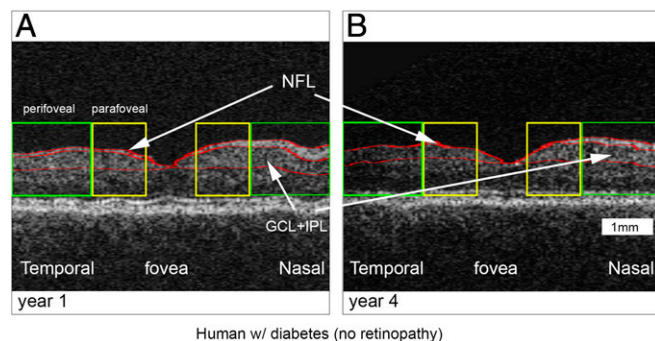 A
B
NFL
perifoveal parafoveal
GCL+IPL
1mm
Temporal fovea Nasal
Temporal fovea Nasal
year 1
year 4
Human w/ diabetes (no retinopathy)